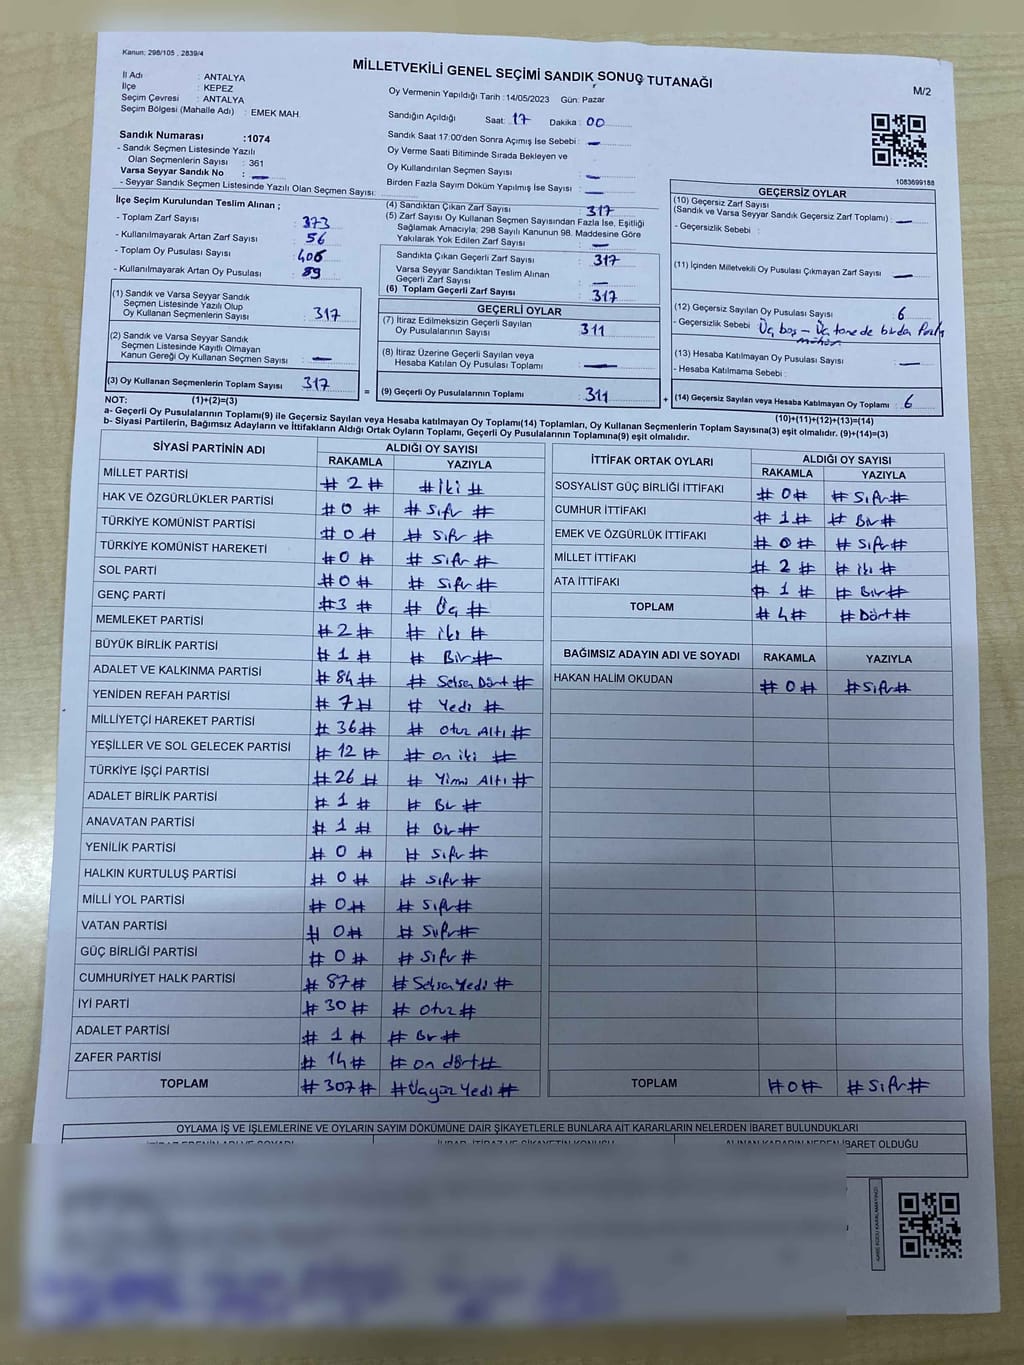 Kanun: 298/105 , 2839/4
MİLLETVEKİLİ GENEL SEÇİMİ SANDIK SONUÇ TUTANAĞI
M/2
İl Adı : ANTALYA
İlçe : KEPEZ
Seçim Çevresi : ANTALYA
Seçim Bölgesi (Mahalle Adı) : EMEK MAH
Oy Vermenin Yapıldığı Tarih : 14/05/2023 Gün: Pazar
Sandığın Açıldığı Saat: 17 Dakika : 00
Sandık Saat 17:00'den Sonra Açımış İse Sebebi : —
Oy Verme Saati Bitiminde Sırada Bekleyen ve
Oy Kullandırılan Seçmen Sayısı : —
Birden Fazla Sayım Döküm Yapılmış İse Sayısı : —
Sandık Numarası :1074
- Sandık Seçmen Listesinde Yazılı
Olan Seçmenlerin Sayısı : 361
Varsa Seyyar Sandık No : —
- Seyyar Sandık Seçmen Listesinde Yazılı Olan Seçmen Sayısı:
1083699188
İlçe Seçim Kurulundan Teslim Alınan ;
- Toplam Zarf Sayısı : 373
- Kullanılmayarak Artan Zarf Sayısı : 56
- Toplam Oy Pusulası Sayısı : 406
- Kullanılmayarak Artan Oy Pusulası : 89
(1) Sandık ve Varsa Seyyar Sandık
Seçmen Listesinde Yazılı Olup
Oy Kullanan Seçmenlerin Sayısı : 317
(2) Sandık ve Varsa Seyyar Sandık
Seçmen Listesinde Kayıtlı Olmayan
Kanun Gereği Oy Kullanan Seçmen Sayısı : —
(3) Oy Kullanan Seçmenlerin Toplam Sayısı 317
(1)+(2)=(3)
(4) Sandıktan Çıkan Zarf Sayısı : 317
(5) Zarf Sayısı Oy Kullanan Seçmen Sayısından Fazla İse, Eşitliği
Sağlamak Amacıyla; 298 Sayılı Kanunun 98. Maddesine Göre
Yakılarak Yok Edilen Zarf Sayısı : —
Sandıkta Çıkan Geçerli Zarf Sayısı : 317
Varsa Seyyar Sandıktan Teslim Alınan
Geçerli Zarf Sayısı : —
(6) Toplam Geçerli Zarf Sayısı : 317
GEÇERLİ OYLAR
(7) İtiraz Edilmeksizin Geçerli Sayılan
Oy Pusulalarının Sayısı : 311
(8) İtiraz Üzerine Geçerli Sayılan veya
Hesaba Katılan Oy Pusulası Toplamı : —
= (9) Geçerli Oy Pusulalarının Toplamı : 311 +
GEÇERSİZ OYLAR
(10) Geçersiz Zarf Sayısı
(Sandık ve Varsa Seyyar Sandık Geçersiz Zarf Toplamı) : —
- Geçersizlik Sebebi :
(11) İçinden Milletvekili Oy Pusulası Çıkmayan Zarf Sayısı : —
(12) Geçersiz Sayılan Oy Pusulası Sayısı : 6
- Geçersizlik Sebebi : Üç boş – Üç tane de birden
(13) Hesaba Katılmayan Oy Pusulası Sayısı : —
- Hesaba Katılmama Sebebi :
(14) Geçersiz Sayılan veya Hesaba Katılmayan Oy Toplamı : 6
(10)+(11)+(12)+(13)=(14)
NOT:
a- Geçerli Oy Pusulalarının Toplamı(9) ile Geçersiz Sayılan veya Hesaba katılmayan Oy Toplamı(14) Toplamları, Oy Kullanan Seçmenlerin Toplam Sayısına(3) eşit olmalıdır. (9)+(14)=(3)
b- Siyasi Partilerin, Bağımsız Adayların ve İttifakların Aldığı Ortak Oyların Toplamı, Geçerli Oy Pusulalarının Toplamına(9) eşit olmalıdır.
SİYASİ PARTİNİN ADI ALDIĞI OY SAYISI
RAKAMLA YAZIYLA
MİLLET PARTİSİ # 2 # # İki #
HAK VE ÖZGÜRLÜKLER PARTİSİ # 0 # # Sıfır #
TÜRKİYE KOMÜNİST PARTİSİ # 0 # # Sıfır #
TÜRKİYE KOMÜNİST HAREKETİ # 0 # # Sıfır #
SOL PARTİ # 0 # # Sıfır #
GENÇ PARTİ # 3 # # Üç #
MEMLEKET PARTİSİ # 2 # # iki #
BÜYÜK BİRLİK PARTİSİ # 1 # # Bir #
ADALET VE KALKINMA PARTİSİ # 84 # # Seksen Dört #
YENİDEN REFAH PARTİSİ # 7 # # Yedi #
MİLLİYETÇİ HAREKET PARTİSİ # 36 # # Otuz Altı #
YEŞİLLER VE SOL GELECEK PARTİSİ # 12 # # on iki #
TÜRKİYE İŞÇİ PARTİSİ # 26 # # Yirmi Altı #
ADALET BİRLİK PARTİSİ # 1 # # Bir #
ANAVATAN PARTİSİ # 1 # # Bir #
YENİLİK PARTİSİ # 0 # # Sıfır #
HALKIN KURTULUŞ PARTİSİ # 0 # # Sıfır #
MİLLİ YOL PARTİSİ # 0 # # Sıfır #
VATAN PARTİSİ # 0 # # Sıfır #
GÜÇ BİRLİĞİ PARTİSİ # 0 # # Sıfır #
CUMHURİYET HALK PARTİSİ # 87 # # Seksen Yedi #
İYİ PARTİ # 30 # # Otuz #
ADALET PARTİSİ # 1 # # Bir #
ZAFER PARTİSİ # 14 # # on dört #
TOPLAM # 307 # # Üçyüz Yedi #
İTTİFAK ORTAK OYLARI ALDIĞI OY SAYISI
RAKAMLA YAZIYLA
SOSYALİST GÜÇ BİRLİĞİ İTTİFAKI # 0 # # Sıfır #
CUMHUR İTTİFAKI # 1 # # Bir #
EMEK VE ÖZGÜRLÜK İTTİFAKI # 0 # # Sıfır #
MİLLET İTTİFAKI # 2 # # iki #
ATA İTTİFAKI # 1 # # Bir #
TOPLAM # 4 # # Dört #
BAĞIMSIZ ADAYIN ADI VE SOYADI RAKAMLA YAZIYLA
HAKAN HALİM OKUDAN # 0 # # Sıfır #
TOPLAM # 0 # # Sıfır #
OYLAMA İŞ VE İŞLEMLERİNE VE OYLARIN SAYIM DÖKÜMÜNE DAİR ŞİKAYETLERLE BUNLARA AİT KARARLARIN NELERDEN İBARET BULUNDUKLARI
İTİRAZ EDENİN ADI VE SOYADI İHBAR, İTİRAZ VE ŞİKAYETİN KONUSU ALINAN KARARIN NEDEN İBARET OLDUĞU